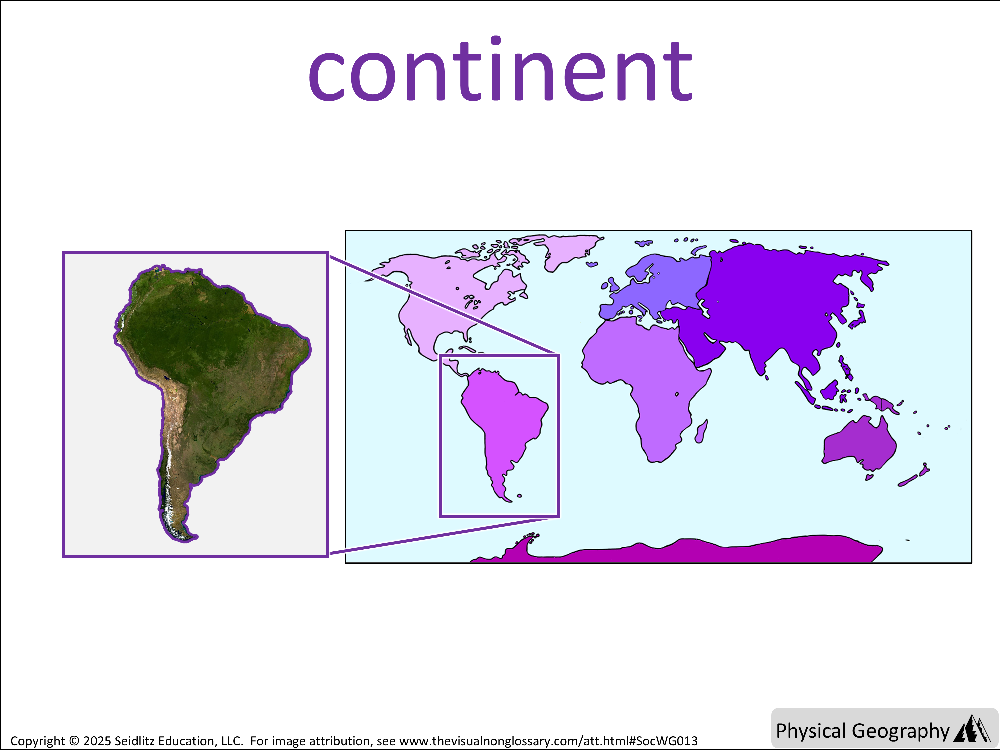 continent
Physical Geography
Copyright © 2025 Seidlitz Education, LLC.  For image attribution, see www.thevisualnonglossary.com/att.html#SocWG013